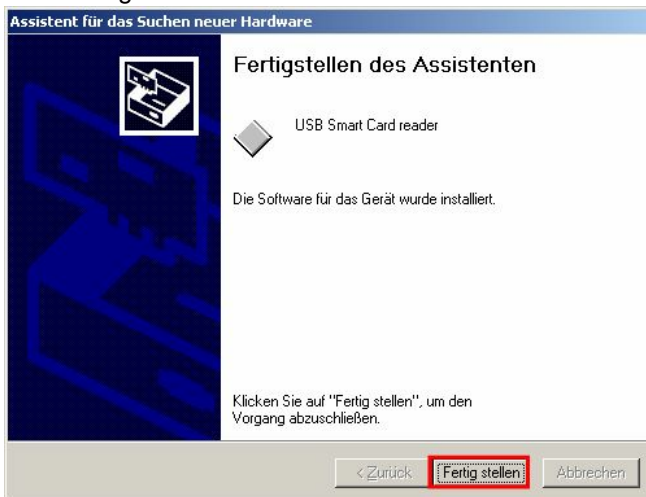 Assistent für das Suchen neuer Hardware
Fertigstellen des Assistenten
USB Smart Card reader
Die Software für das Gerät wurde installiert.
Klicken Sie auf "Fertig stellen", um den
Vorgang abzuschließen.
< Zurück Fertig stellen Abbrechen